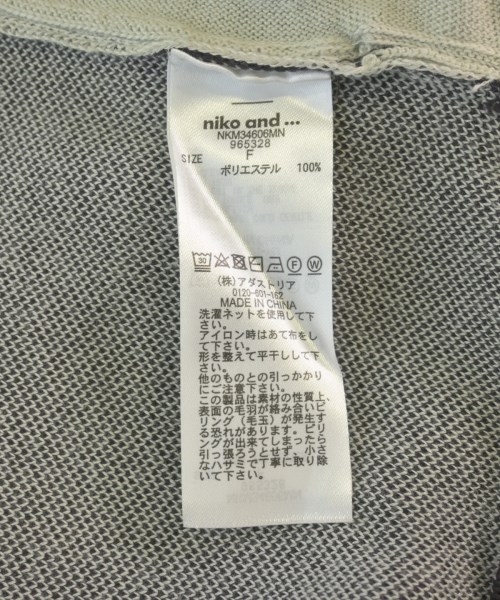 niko and ...
NKM34606MN
965328
SIZE F
ポリエステル 100%
30 F W
(株)アダストリア
0120-601-162
MADE IN CHINA
洗濯ネットを使用して下
さい。
アイロン時はあて布をし
て下さい。
形を整えて平干しして下
さい。
他のものとの引っかかり
にご注意下さい。
この製品は素材の性質上、
表面の毛羽が絡み合いピ
リング(毛玉)が発生す
る恐れがあります。ピリ
ングが出来てしまったら
引っ張ろうとせず、小さ
なハサミで丁寧に取り除
いて下さい。